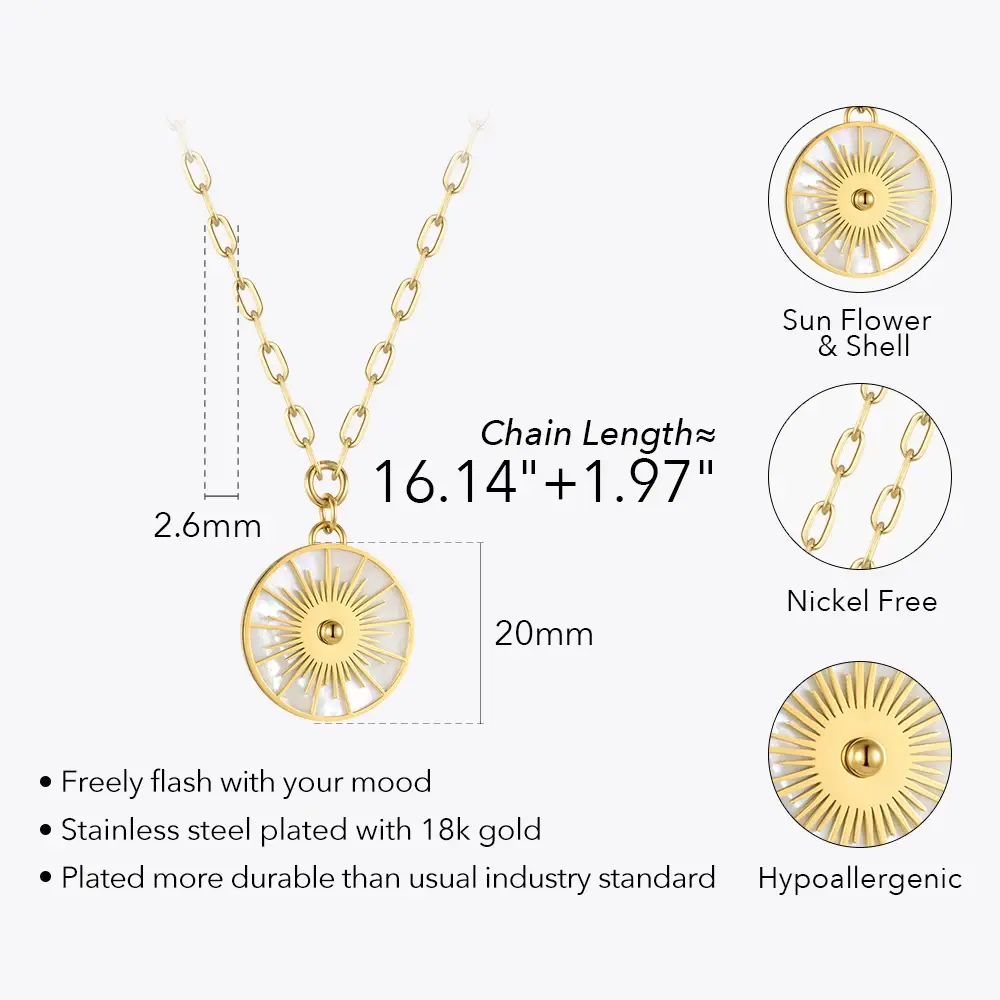 Sun Flower
& Shell
Chain Length≈
16.14"+1.97"
2.6mm
Nickel Free
20mm
• Freely flash with your mood
• Stainless steel plated with 18k gold
• Plated more durable than usual industry standard
Hypoallergenic